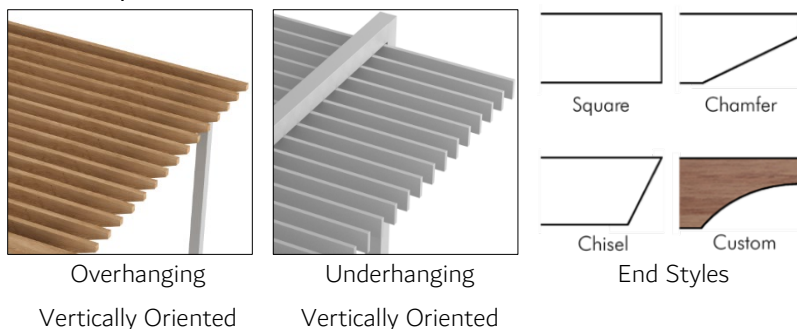 Square
Chamfer
Chisel
Custom
Overhanging
Underhanging
End Styles
Vertically Oriented
Vertically Oriented